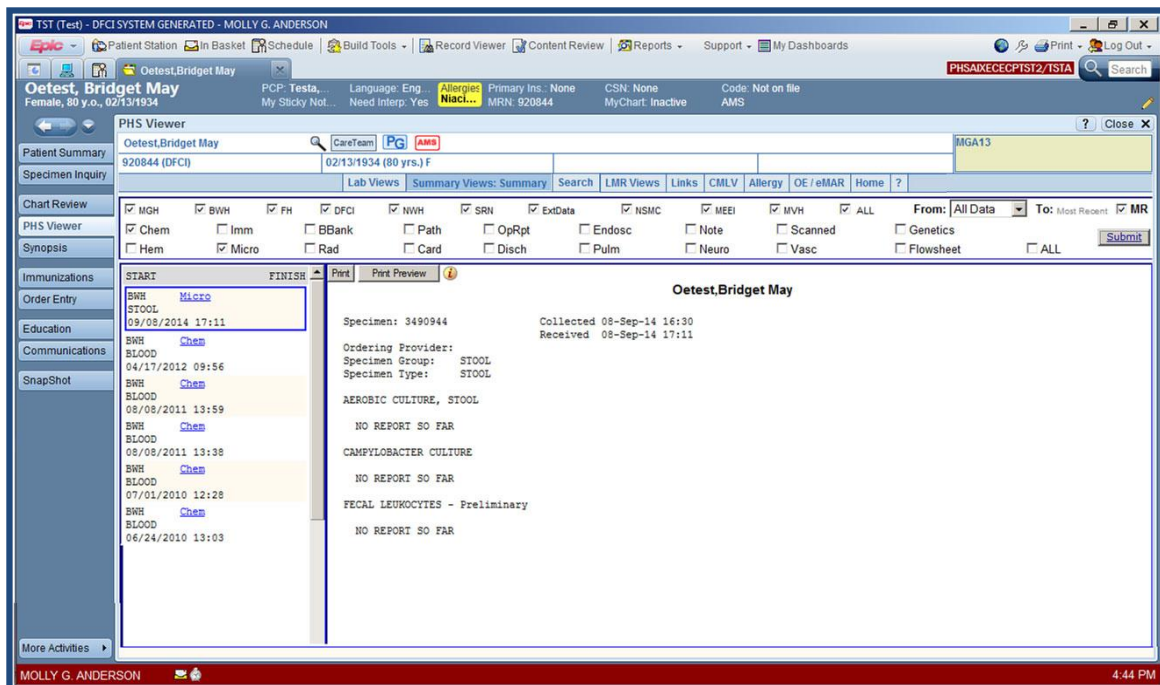 TST (Test) - DFCI SYSTEM GENERATED - MOLLY G. ANDERSON
Epic Patient Station In Basket Schedule Build Tools Record Viewer Content Review Reports Support My Dashboards Print Log Out
Oetest,Bridget May PHSAIXECECPTST2/TSTA Search
Oetest, Bridget May PCP: Testa,... Language: Eng... Allergies Primary Ins.: None CSN: None Code: Not on file
Female, 80 y.o., 02/13/1934 My Sticky Not... Need Interp: Yes Niaci... MRN: 920844 MyChart: Inactive AMS
PHS Viewer ? Close X
Patient Summary
Specimen Inquiry
Chart Review
PHS Viewer
Synopsis
Immunizations
Order Entry
Education
Communications
SnapShot
More Activities
Oetest,Bridget May CareTeam PG AMS MGA13
920844 (DFCI) 02/13/1934 (80 yrs.) F
Lab Views Summary Views: Summary Search LMR Views Links CMLV Allergy OE / eMAR Home ?
MGH BWH FH DFCI NWH SRN ExtData NSMC MEEI MVH ALL From: All Data To: Most Recent MR
Chem Imm BBank Path OpRpt Endosc Note Scanned Genetics Submit
Hem Micro Rad Card Disch Pulm Neuro Vasc Flowsheet ALL
START FINISH
BWH Micro
STOOL
09/08/2014 17:11
BWH Chem
BLOOD
04/17/2012 09:56
BWH Chem
BLOOD
08/08/2011 13:59
BWH Chem
BLOOD
08/08/2011 13:38
BWH Chem
BLOOD
07/01/2010 12:28
BWH Chem
BLOOD
06/24/2010 13:03
Print Print Preview
Oetest,Bridget May
Specimen: 3490944 Collected 08-Sep-14 16:30
Received 08-Sep-14 17:11
Ordering Provider:
Specimen Group: STOOL
Specimen Type: STOOL
AEROBIC CULTURE, STOOL
NO REPORT SO FAR
CAMPYLOBACTER CULTURE
NO REPORT SO FAR
FECAL LEUKOCYTES - Preliminary
NO REPORT SO FAR
MOLLY G. ANDERSON 4:44 PM